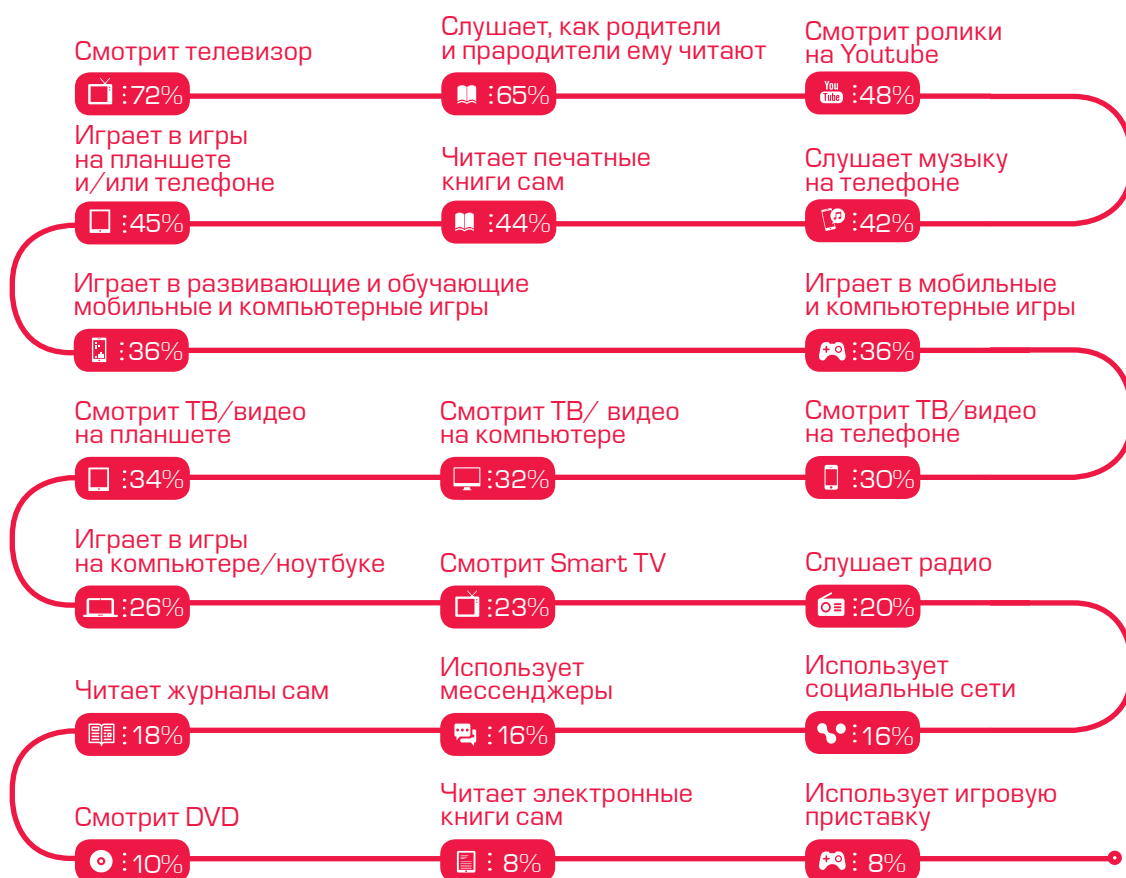 Смотрит телевизор
72%
Слушает, как родители
и прародители ему читают
65%
Смотрит ролики
на Youtube
You
Tube
48%
Играет в игры
на планшете
и/или телефоне
45%
Читает печатные
книги сам
44%
Слушает музыку
на телефоне
42%
Играет в развивающие и обучающие
мобильные и компьютерные игры
36%
Играет в мобильные
и компьютерные игры
36%
Смотрит ТВ/видео
на планшете
34%
Смотрит ТВ/ видео
на компьютере
32%
Смотрит ТВ/видео
на телефоне
30%
Играет в игры
на компьютере/ноутбуке
26%
Смотрит Smart TV
23%
Слушает радио
20%
Читает журналы сам
18%
Использует
мессенджеры
16%
Использует
социальные сети
16%
Смотрит DVD
10%
Читает электронные
книги сам
8%
Использует игровую
приставку
8%